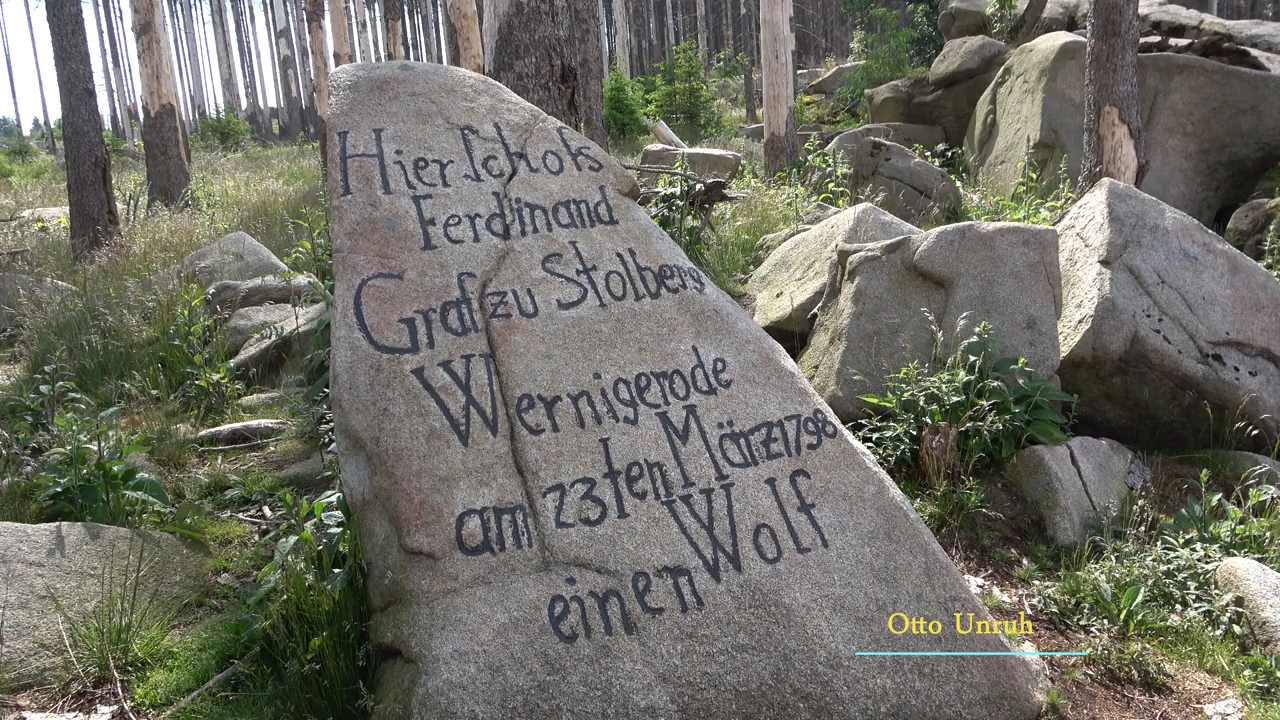 Hier schoſs
Ferdinand
Graf zu Stolberg
Wernigerode
am 23ten März 1798
einen Wolf
Otto Unruh